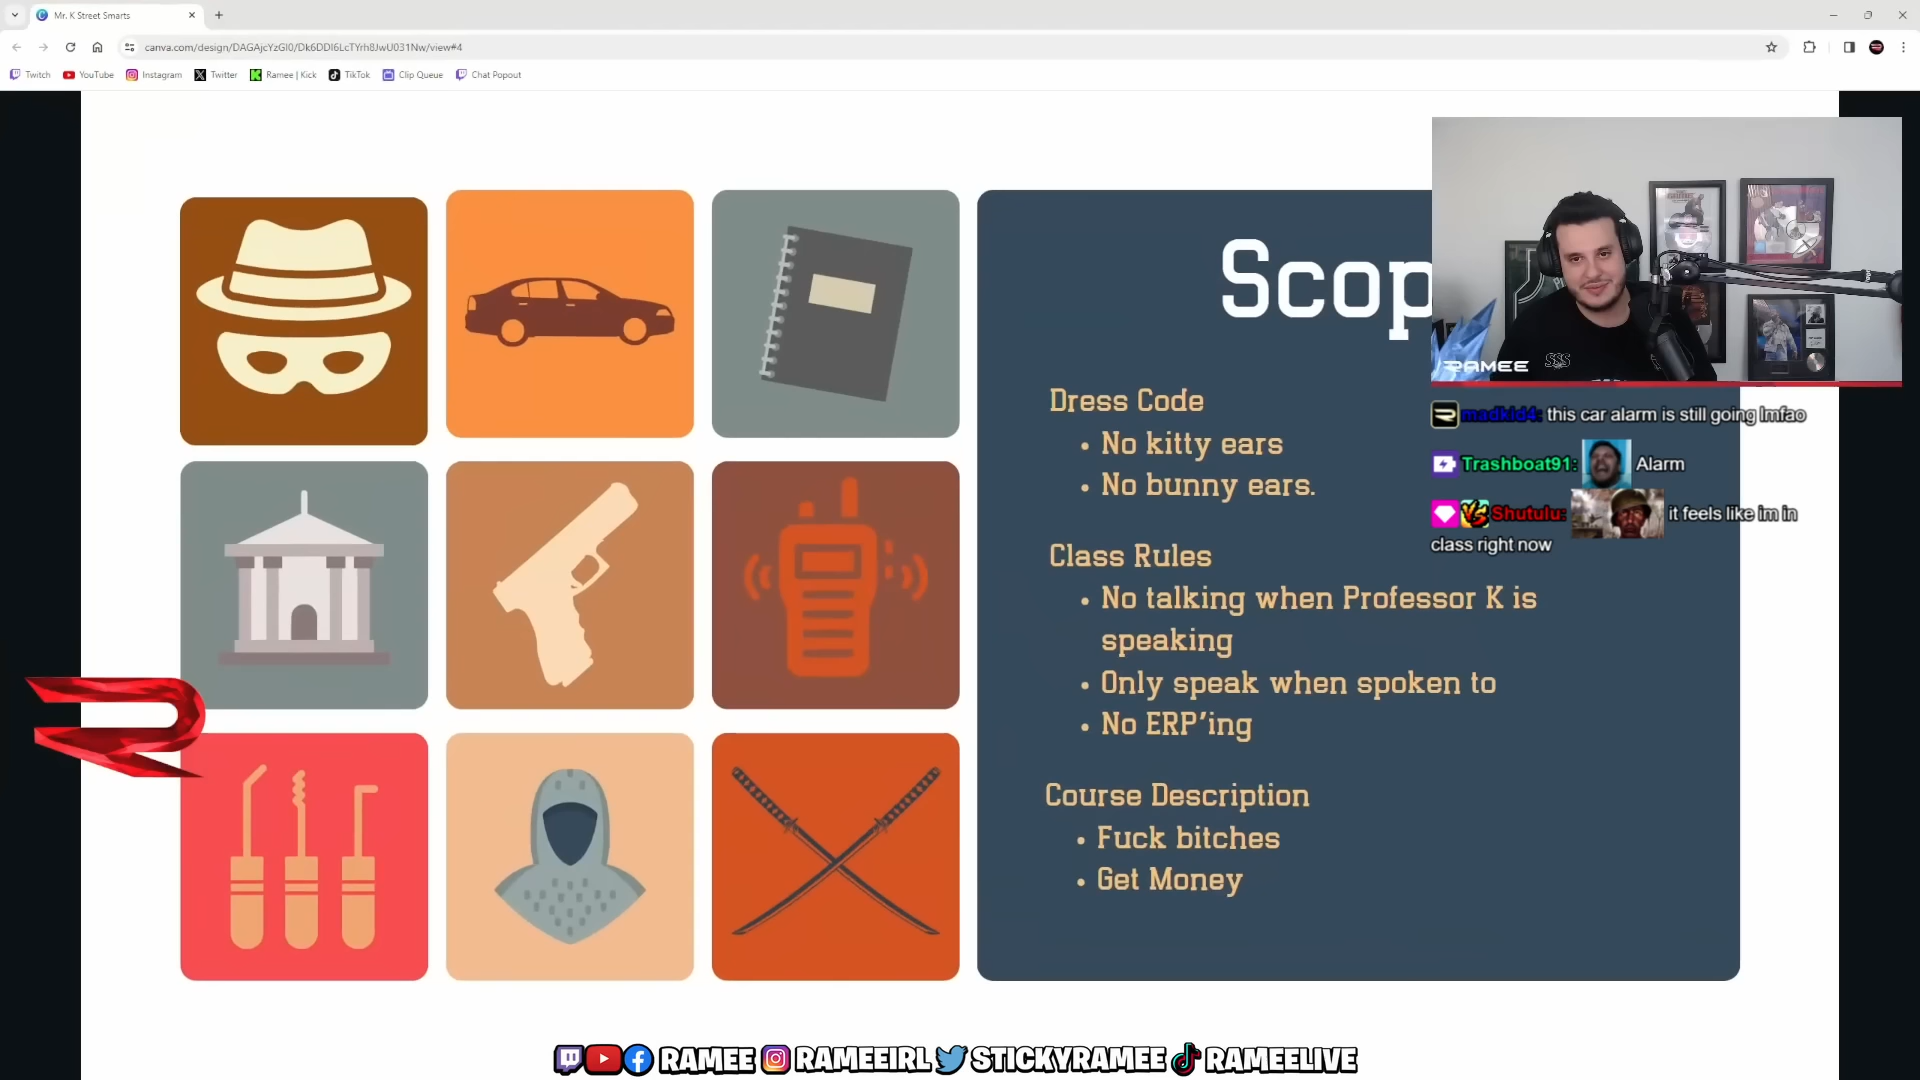 Mr. K Street Smarts
canva.com/design/DAGAjcYzGl0/Dk6DDl6LcTYrh8JwU031Nw/view#4
Twitch
YouTube
Instagram
Twitter
Ramee | Kick
TikTok
Clip Queue
Chat Popout
Scop
Dress Code
• No kitty ears
• No bunny ears.
Class Rules
• No talking when Professor K is
speaking
• Only speak when spoken to
• No ERP'ing
Course Description
• Fuck bitches
• Get Money
RAMEE
madkid4: this car alarm is still going lmfao
Trashboat91: Alarm
Shutulu: it feels like im in
class right now
RAMEE RAMEEIRL STICKYRAMEE RAMEELIVE